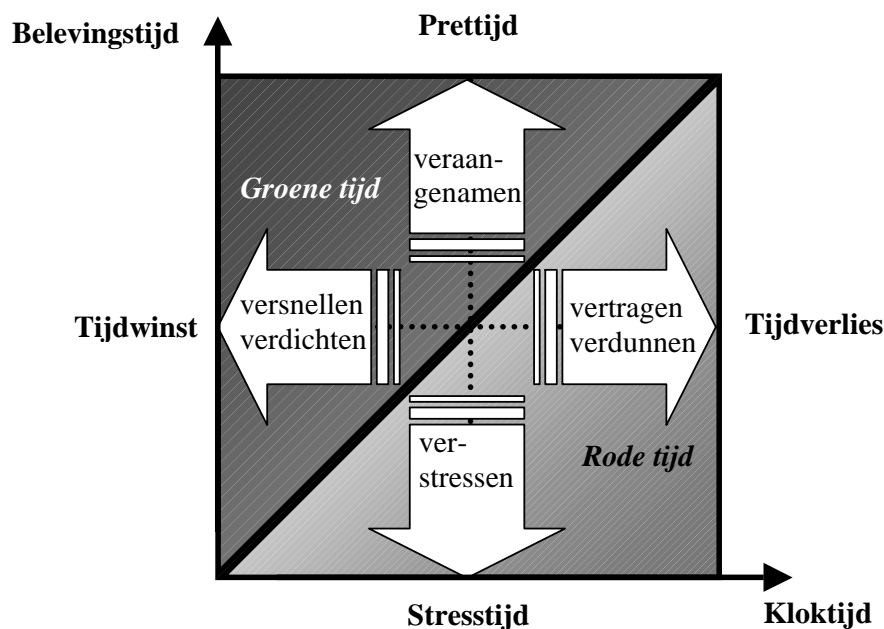 Prettijd
Belevingstijd
veraan-
genamen
Groene tijd
versnellen
verdichten
vertragen
verdunnen
Tijdwinst
Tijdverlies
ver-
stressen
Rode tijd
Stresstijd
Kloktijd